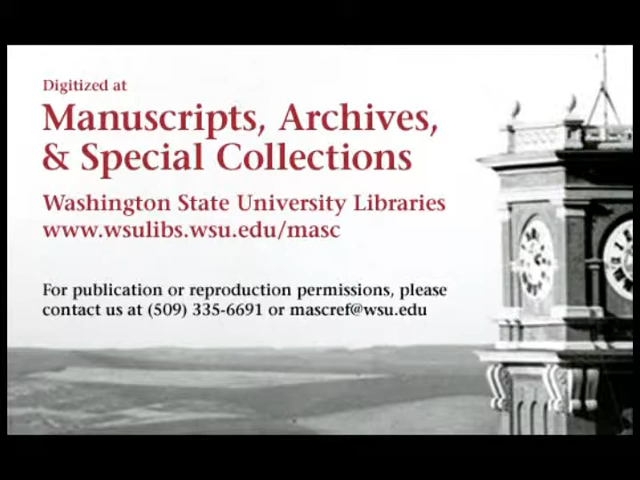 Digitized at
Manuscripts, Archives,
& Special Collections
Washington State University Libraries
www.wsulibs.wsu.edu/masc
For publication or reproduction permissions, please
contact us at (509) 335-6691 or mascref@wsu.edu